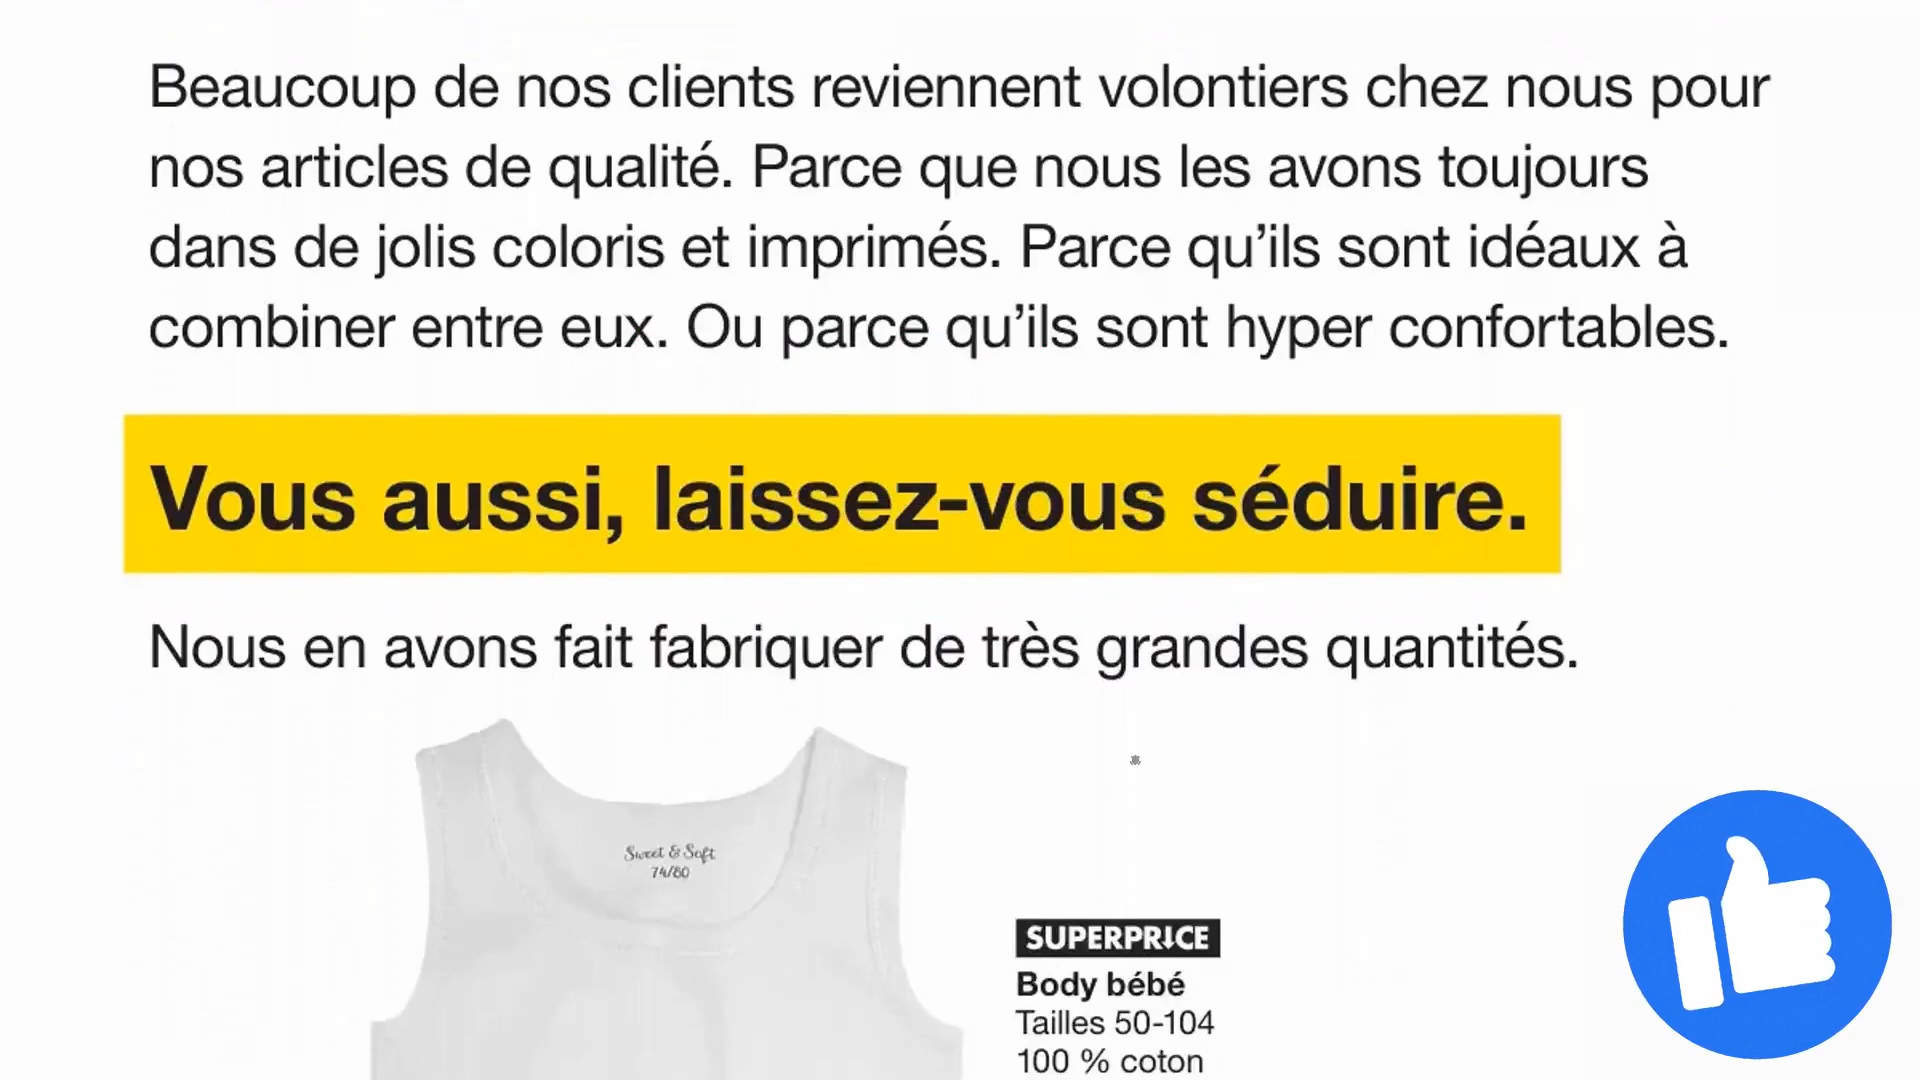 Beaucoup de nos clients reviennent volontiers chez nous pour
nos articles de qualité. Parce que nous les avons toujours
dans de jolis coloris et imprimés. Parce qu’ils sont idéaux à
combiner entre eux. Ou parce qu’ils sont hyper confortables.
Vous aussi, laissez-vous séduire.
Nous en avons fait fabriquer de très grandes quantités.
Sweet & Soft
74/80
SUPERPRICE
Body bébé
Tailles 50-104
100 % coton